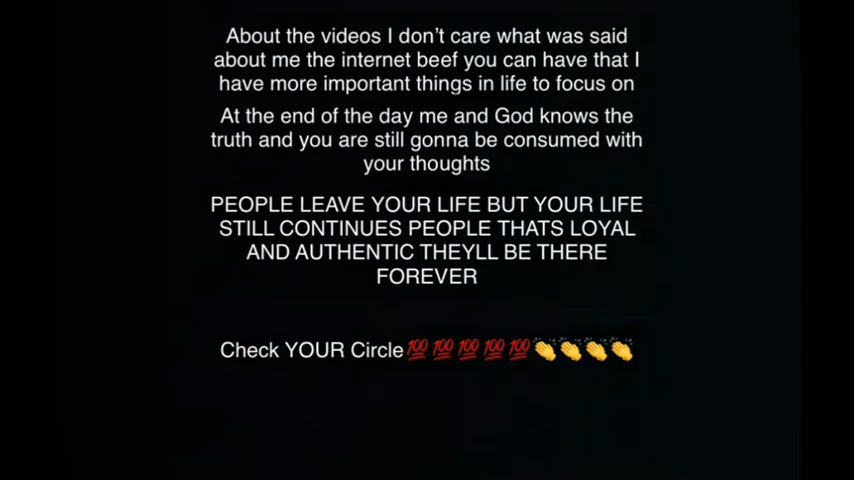 About the videos I don’t care what was said
about me the internet beef you can have that I
have more important things in life to focus on
At the end of the day me and God knows the
truth and you are still gonna be consumed with
your thoughts
PEOPLE LEAVE YOUR LIFE BUT YOUR LIFE
STILL CONTINUES PEOPLE THATS LOYAL
AND AUTHENTIC THEYLL BE THERE
FOREVER
Check YOUR Circle💯💯💯💯💯👏👏👏👏